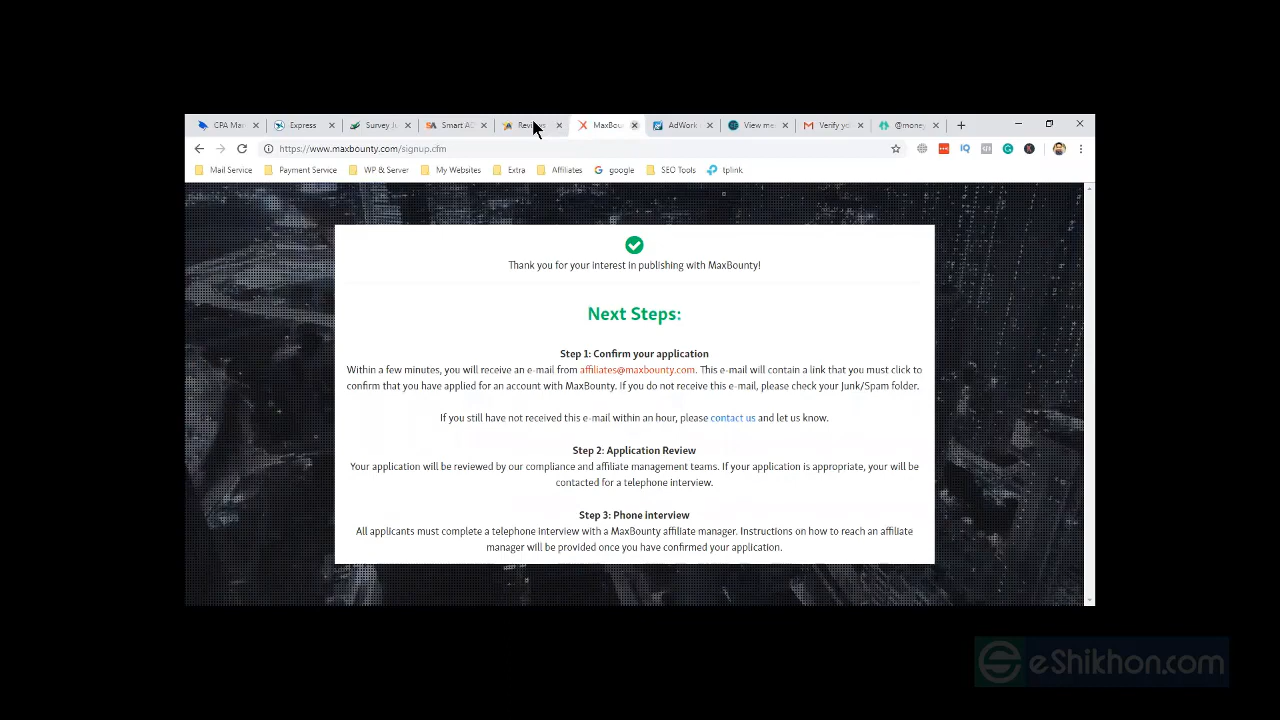 CPA Mar
Express
Survey Ju
Smart AD
Revie
MaxBou
AdWork
View me
Verify yo
@money
https://www.maxbounty.com/signup.cfm
Mail Service
Payment Service
WP & Server
My Websites
Extra
Affiliates
google
SEO Tools
tplink
Thank you for your interest in publishing with MaxBounty!
Next Steps:
Step 1: Confirm your application
Within a few minutes, you will receive an e-mail from affiliates@maxbounty.com. This e-mail will contain a link that you must click to
confirm that you have applied for an account with MaxBounty. If you do not receive this e-mail, please check your Junk/Spam folder.
If you still have not received this e-mail within an hour, please contact us and let us know.
Step 2: Application Review
Your application will be reviewed by our compliance and affiliate management teams. If your application is appropriate, your will be
contacted for a telephone interview.
Step 3: Phone interview
All applicants must complete a telephone interview with a MaxBounty affiliate manager. Instructions on how to reach an affiliate
manager will be provided once you have confirmed your application.
eShikhon.com